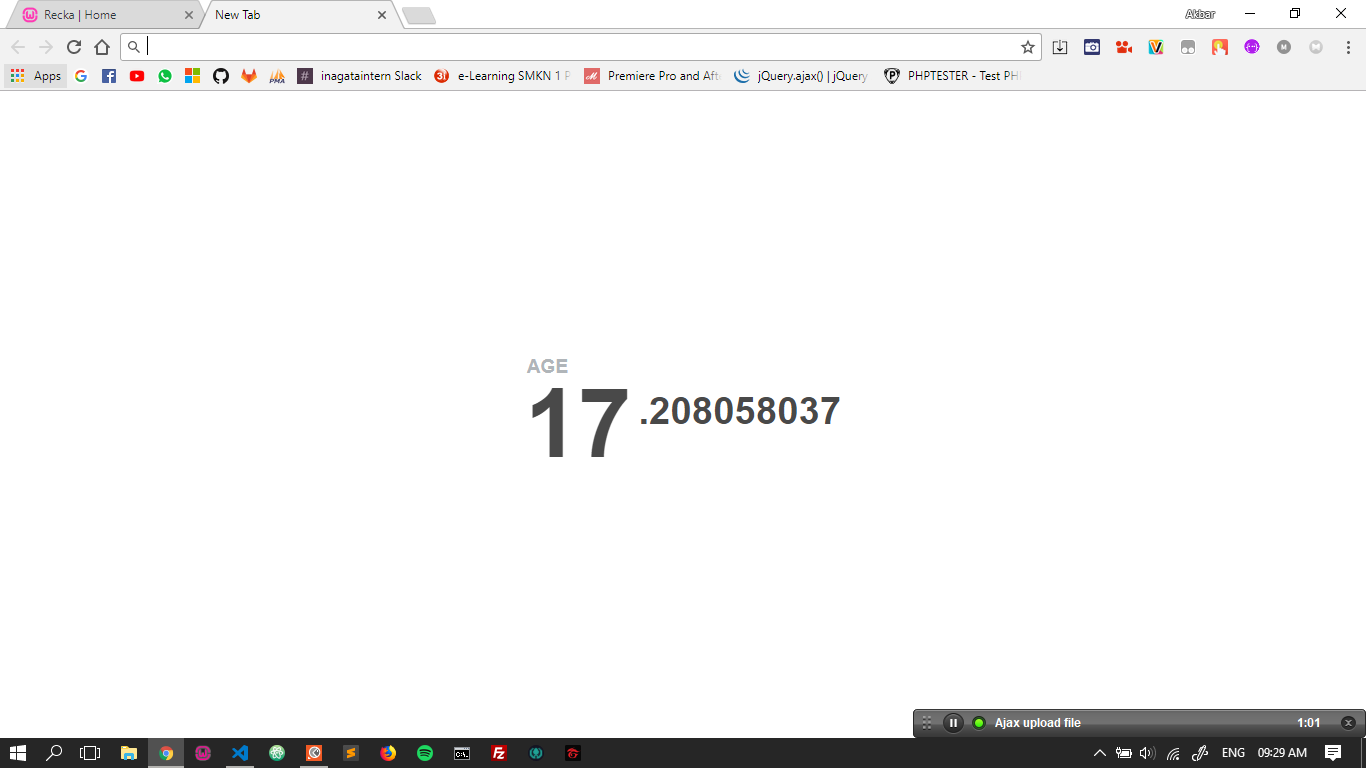 Recka | Home
New Tab
Akbar
Apps
inagataintern Slack
e-Learning SMKN 1 P
Premiere Pro and Afte
jQuery.ajax() | jQuery
PHPTESTER - Test PH
AGE
17 .208058037
Ajax upload file
1:01
ENG
09:29 AM